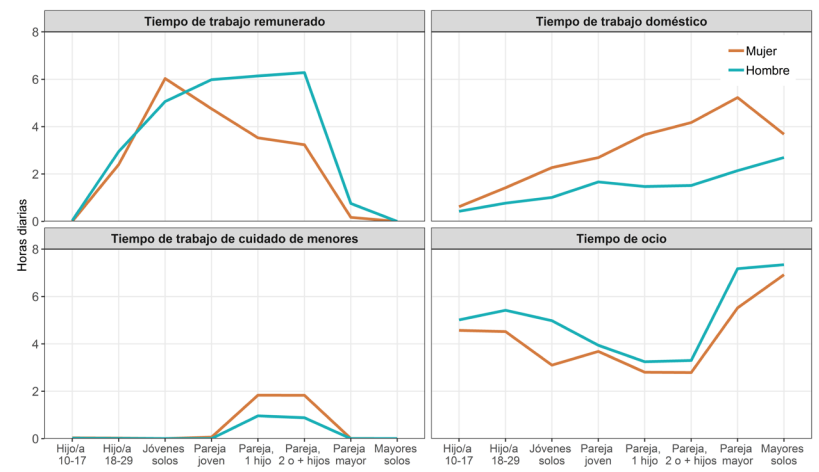 Tiempo de trabajo remunerado
Tiempo de trabajo doméstico
8
6
4
2
0
Mujer
Hombre
Horas diarias
Tiempo de trabajo de cuidado de menores
Tiempo de ocio
8
6
4
2
0
Hijo/a
10-17
Hijo/a
18-29
Jóvenes
solos
Pareja
joven
Pareja,
1 hijo
Pareja,
2 o + hijos
Pareja
mayor
Mayores
solos
Hijo/a
10-17
Hijo/a
18-29
Jóvenes
solos
Pareja
joven
Pareja,
1 hijo
Pareja,
2 o + hijos
Pareja
mayor
Mayores
solos